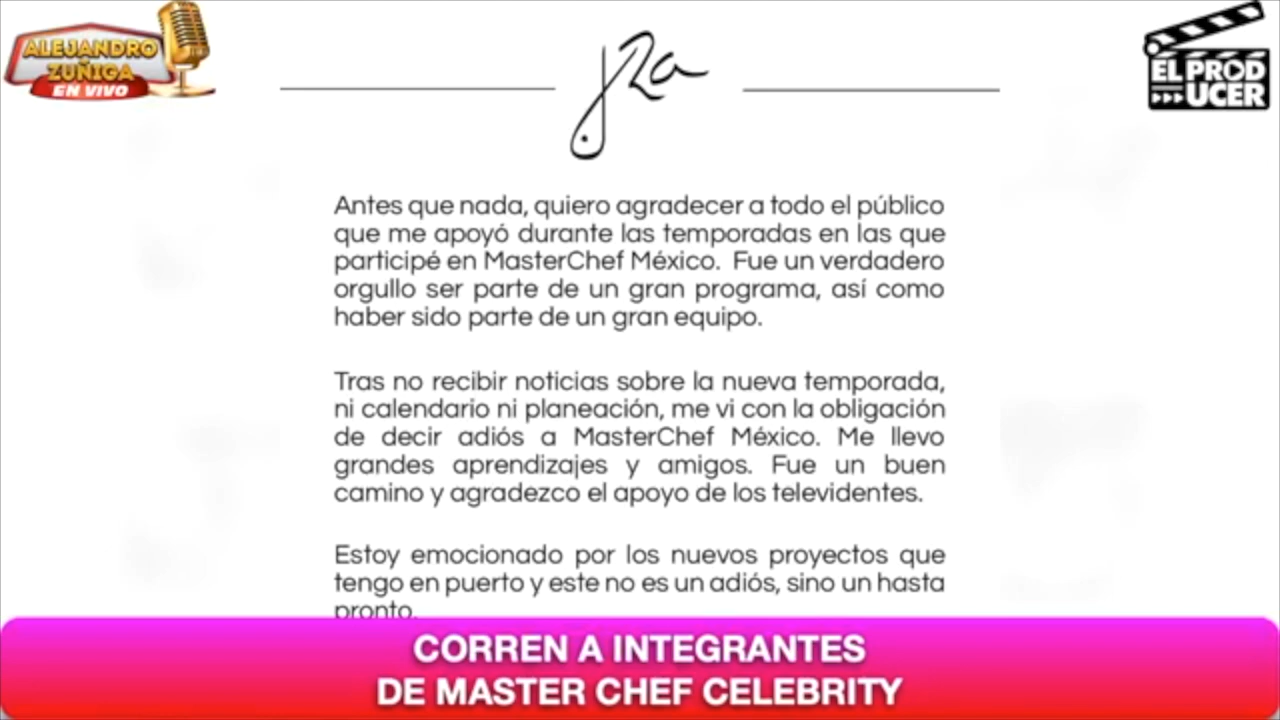 ALEJANDRO
ZUÑIGA
EN VIVO
EL PROD
UCER
Antes que nada, quiero agradecer a todo el público
que me apoyó durante las temporadas en las que
participé en MasterChef México. Fue un verdadero
orgullo ser parte de un gran programa, así como
haber sido parte de un gran equipo.
Tras no recibir noticias sobre la nueva temporada,
ni calendario ni planeación, me vi con la obligación
de decir adiós a MasterChef México. Me llevo
grandes aprendizajes y amigos. Fue un buen
camino y agradezco el apoyo de los televidentes.
Estoy emocionado por los nuevos proyectos que
tengo en puerto y este no es un adiós, sino un hasta
pronto.
CORREN A INTEGRANTES
DE MASTER CHEF CELEBRITY